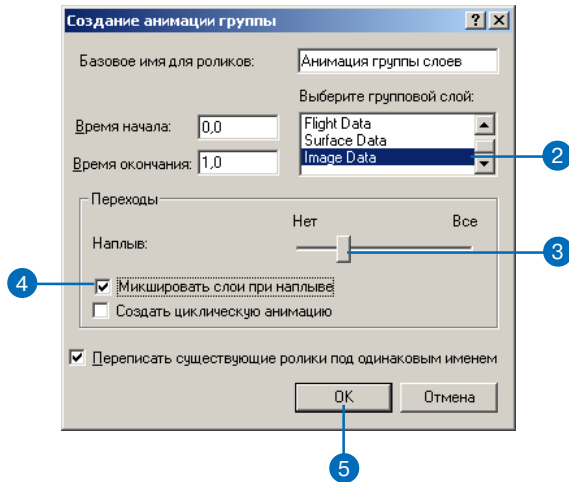 Создание анимации группы
Базовое имя для роликов: Анимация группы слоев
Выберите групповой слой:
Время начала: 0,0
Flight Data
Surface Data
Image Data
2
Время окончания: 1,0
Переходы
Нет Все
Наплыв:
3
4
Микшировать слои при наплыве
Создать циклическую анимацию
Переписать существующие ролики под одинаковым именем
OK Отмена
5